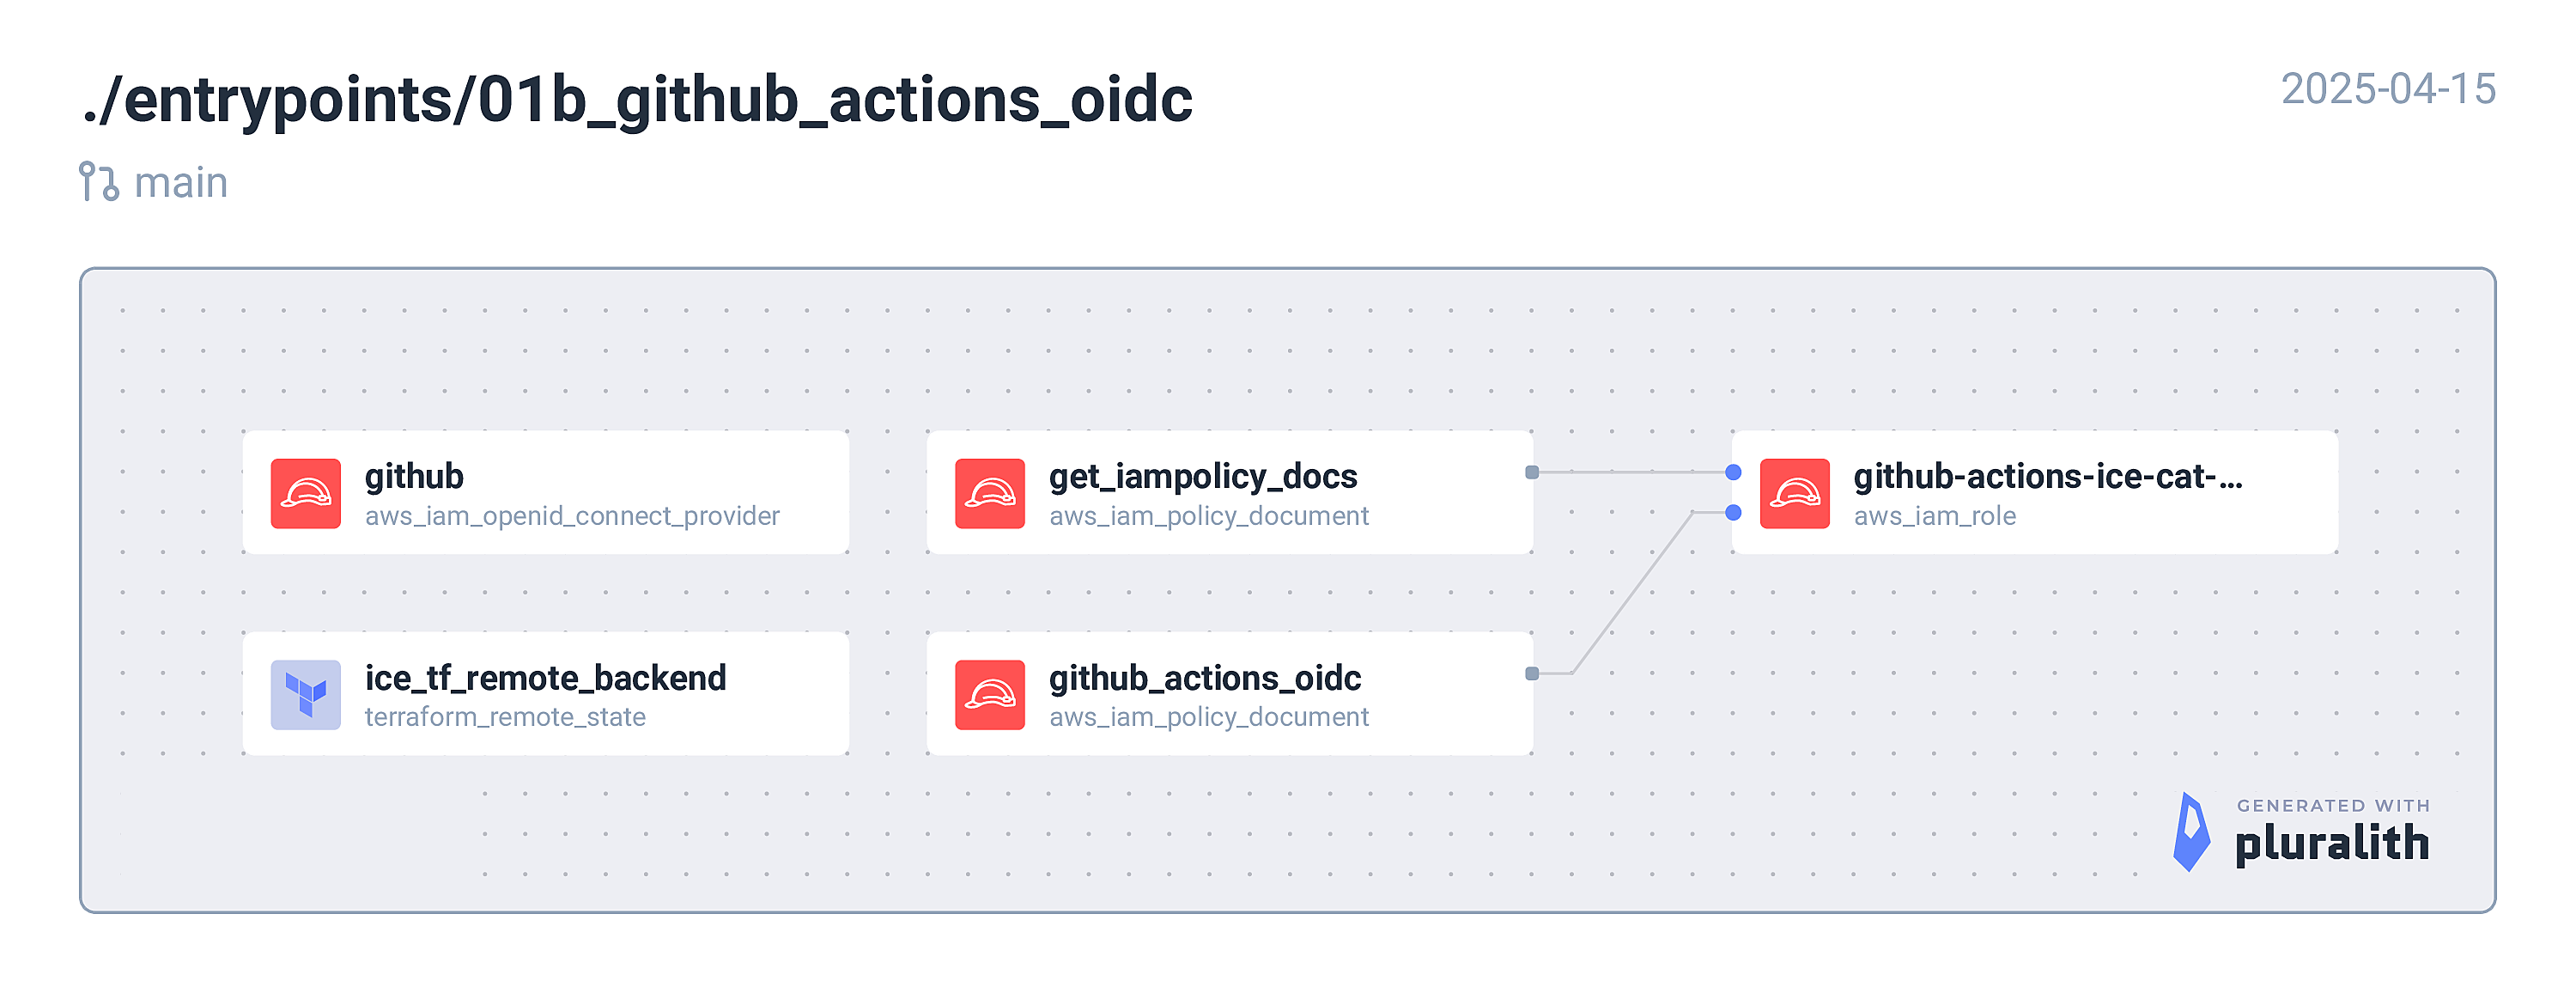 ./entrypoints/01b_github_actions_oidc
2025-04-15
main
github
aws_iam_openid_connect_provider
get_iampolicy_docs
aws_iam_policy_document
github-actions-ice-cat-...
aws_iam_role
ice_tf_remote_backend
terraform_remote_state
github_actions_oidc
aws_iam_policy_document
GENERATED WITH
pluralith